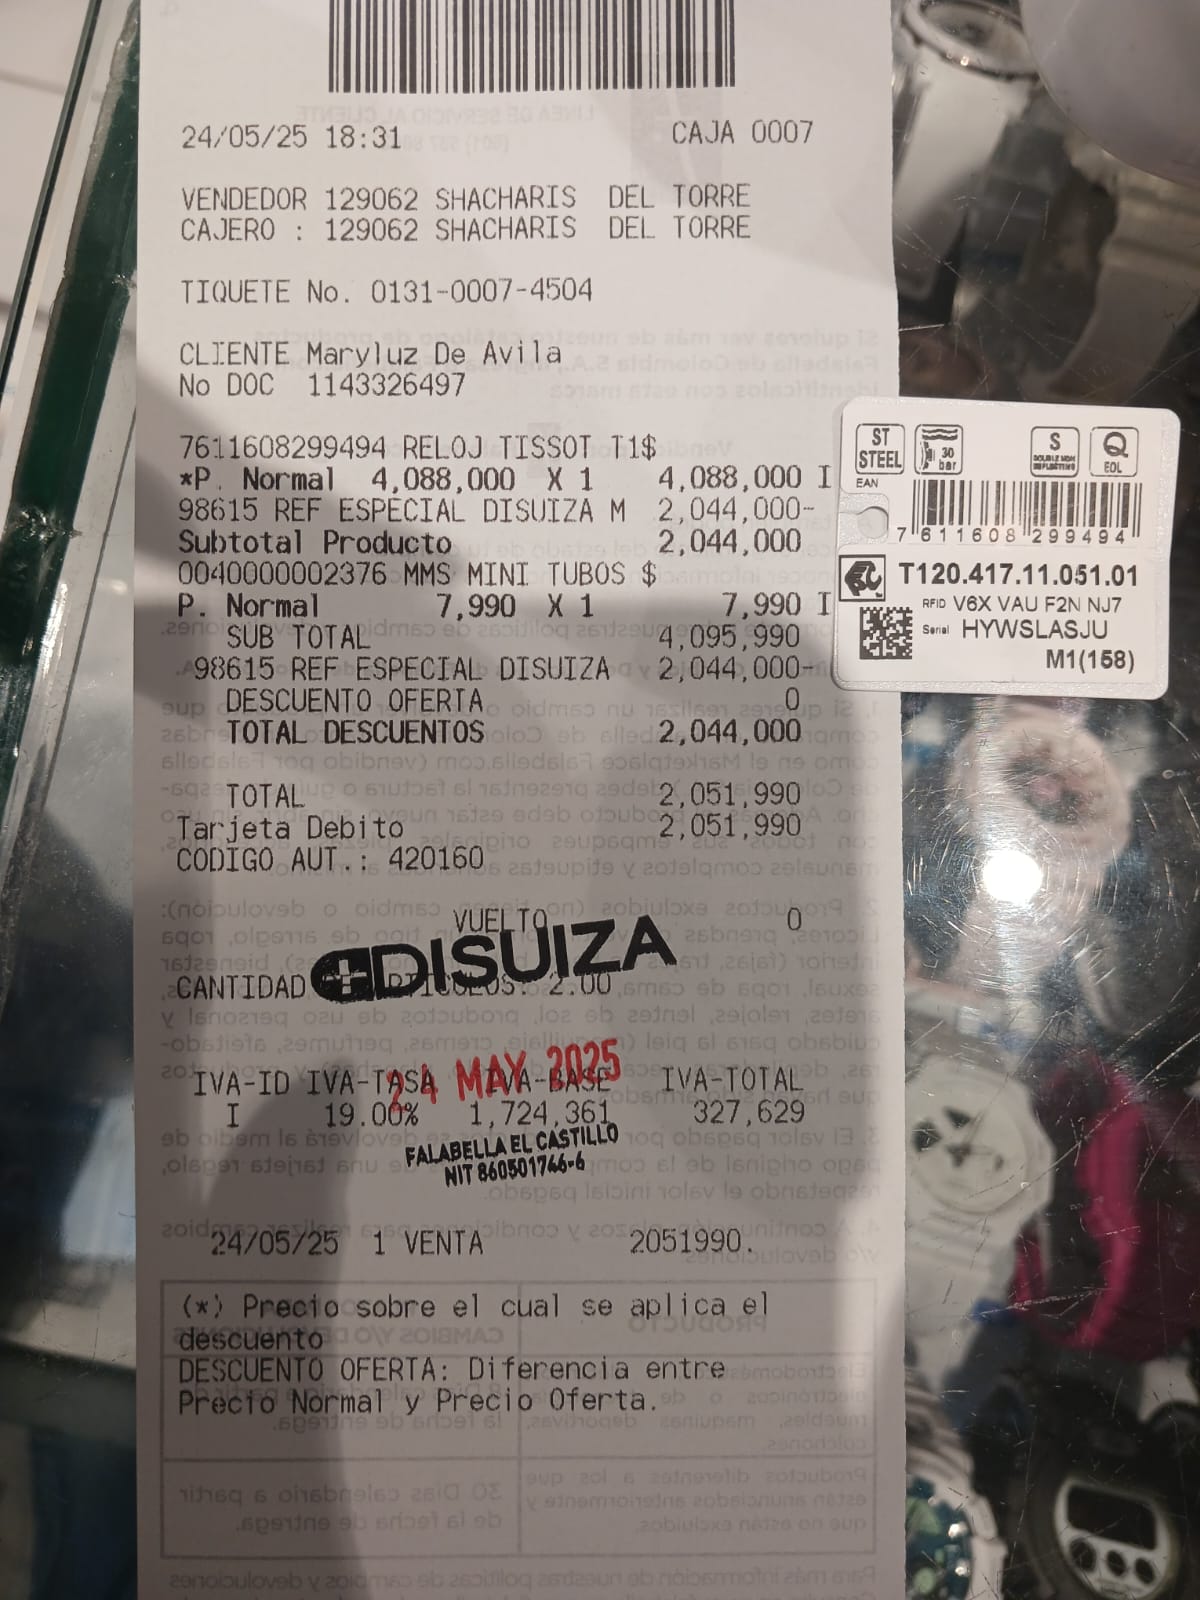 24/05/25 18:31 CAJA 0007
VENDEDOR 129062 SHACHARIS DEL TORRE
CAJERO : 129062 SHACHARIS DEL TORRE
TIQUETE No. 0131-0007-4504
CLIENTE Maryluz De Ávila
No DOC 1143326497
7611608299494 RELOJ TISSOT T1$
*P. Normal 4,088,000 X 1 4,088,000 I
98615 REF ESPECIAL DISUIZA M 2,044,000-
Subtotal Producto 2,044,000
0040000002376 MMS MINI TUBOS $
P. Normal 7,990 X 1 7,990 I
SUB TOTAL 4,095,990
98615 REF ESPECIAL DISUIZA 2,044,000-
DESCUENTO OFERTA 0
TOTAL DESCUENTOS 2,044,000
TOTAL 2,051,990
Tarjeta Debito 2,051,990
CODIGO AUT.: 420160
VUELTO 0
DISUIZA
CANTIDAD ARTICULOS: 2.00
24 MAY 2025
IVA-ID IVA-TASA IVA-BASE IVA-TOTAL
I 19.00% 1,724,361 327,629
FALABELLA EL CASTILLO
NIT 860501746-6
24/05/25 1 VENTA 2051990.
(*) Precio sobre el cual se aplica el
descuento
DESCUENTO OFERTA: Diferencia entre
Precio Normal y Precio Oferta.
ST
STEEL
30
bar
S
DOUBLE NON
REFLECTING
Q
EOL
EAN
7 611608 299494
T120.417.11.051.01
RFID V6X VAU F2N NJ7
Serial HYWSLASJU
M1(158)